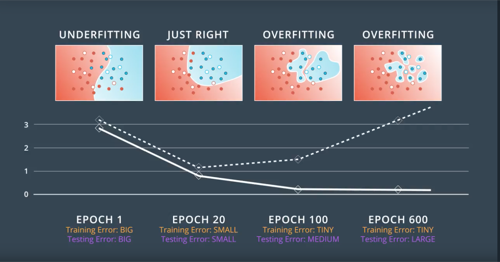 UNDERFITTING
JUST RIGHT
OVERFITTING
OVERFITTING
3
2
1
0
EPOCH 1
Training Error: BIG
Testing Error: BIG
EPOCH 20
Training Error: SMALL
Testing Error: SMALL
EPOCH 100
Training Error: TINY
Testing Error: MEDIUM
EPOCH 600
Training Error: TINY
Testing Error: LARGE